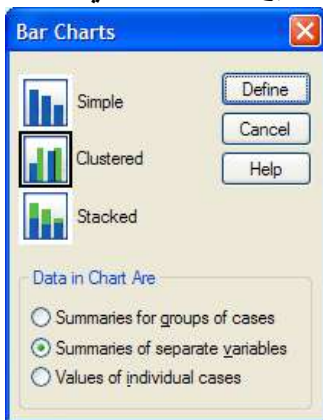 Bar Charts
Simple
Define
Cancel
Clustered
Help
Stacked
Data in Chart Are
Summaries for groups of cases
Summaries of separate variables
Values of individual cases